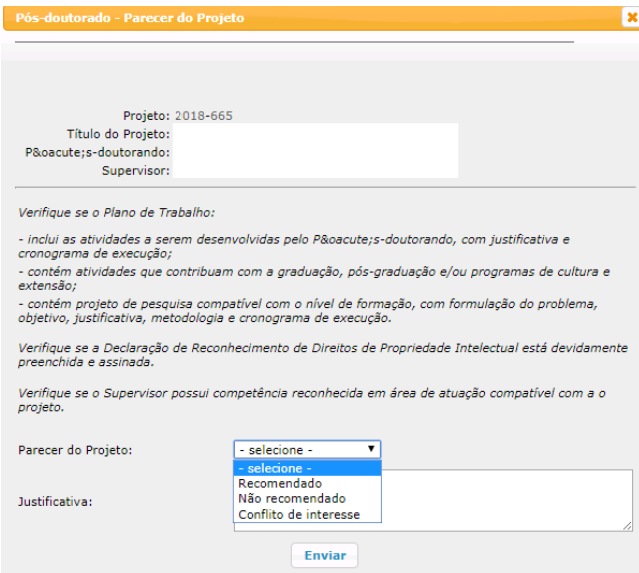 Pós-doutorado - Parecer do Projeto
Projeto: 2018-665
Título do Projeto:
P&oacute;s-doutorando:
Supervisor:
Verifique se o Plano de Trabalho:
- inclui as atividades a serem desenvolvidas pelo P&oacute;s-doutorando, com justificativa e
cronograma de execução;
- contém atividades que contribuam com a graduação, pós-graduação e/ou programas de cultura e
extensão;
- contém projeto de pesquisa compatível com o nível de formação, com formulação do problema,
objetivo, justificativa, metodologia e cronograma de execução.
Verifique se a Declaração de Reconhecimento de Direitos de Propriedade Intelectual está devidamente
preenchida e assinada.
Verifique se o Supervisor possui competência reconhecida em área de atuação compatível com a o
projeto.
Parecer do Projeto: - selecione -
- selecione -
Recomendado
Não recomendado
Conflito de interesse
Justificativa:
Enviar